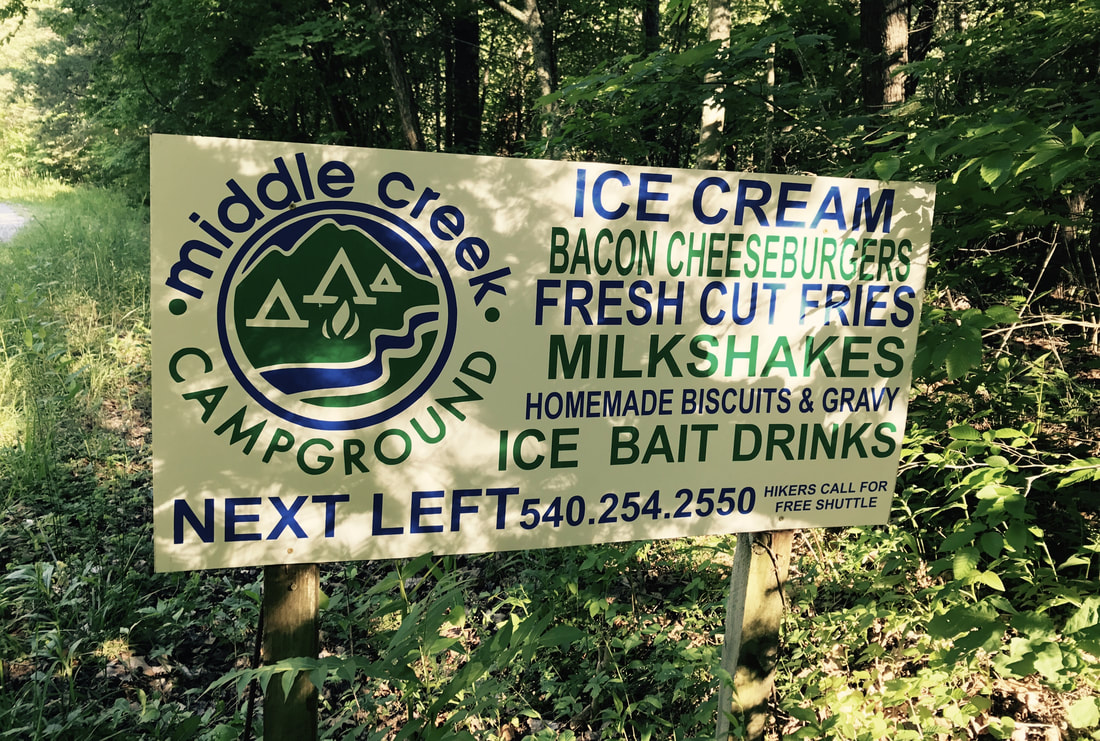 middle creek
CAMPGROUND
ICE CREAM
BACON CHEESEBURGERS
FRESH CUT FRIES
MILKSHAKES
HOMEMADE BISCUITS & GRAVY
ICE BAIT DRINKS
NEXT LEFT 540.254.2550
HIKERS CALL FOR
FREE SHUTTLE